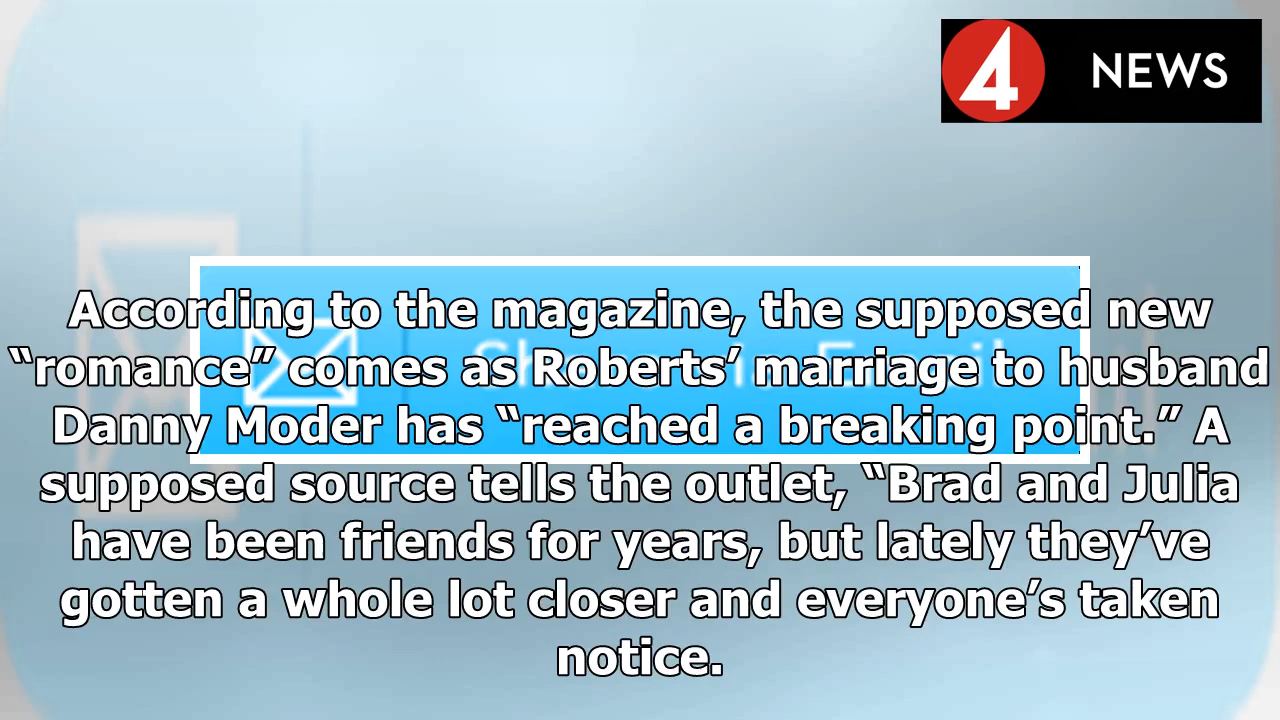 4 NEWS
According to the magazine, the supposed new
“romance” comes as Roberts’ marriage to husband
Danny Moder has “reached a breaking point.” A
supposed source tells the outlet, “Brad and Julia
have been friends for years, but lately they’ve
gotten a whole lot closer and everyone’s taken
notice.